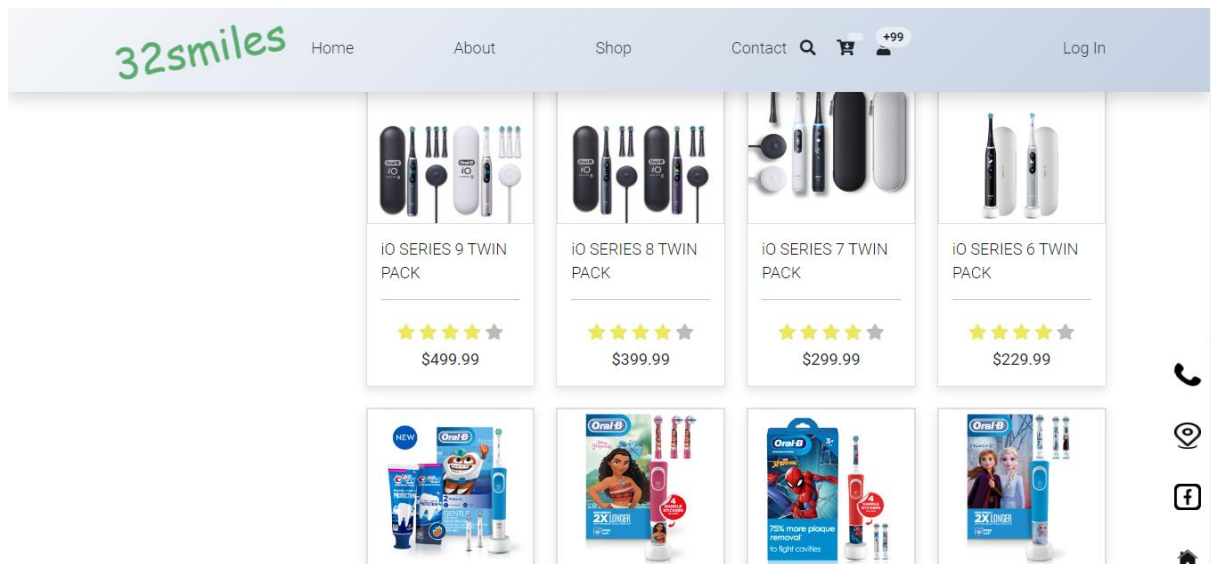 32smiles
Home
About
Shop
Contact
+99
Log In
iO SERIES 9 TWIN
PACK
iO SERIES 8 TWIN
PACK
iO SERIES 7 TWIN
PACK
iO SERIES 6 TWIN
PACK
$499.99
$399.99
$299.99
$229.99
NEW
Oral-B
Oral-B
2X LONGER
Oral-B
3+
75% more plaque
removal
to fight cavities
Oral-B
2X LONGER